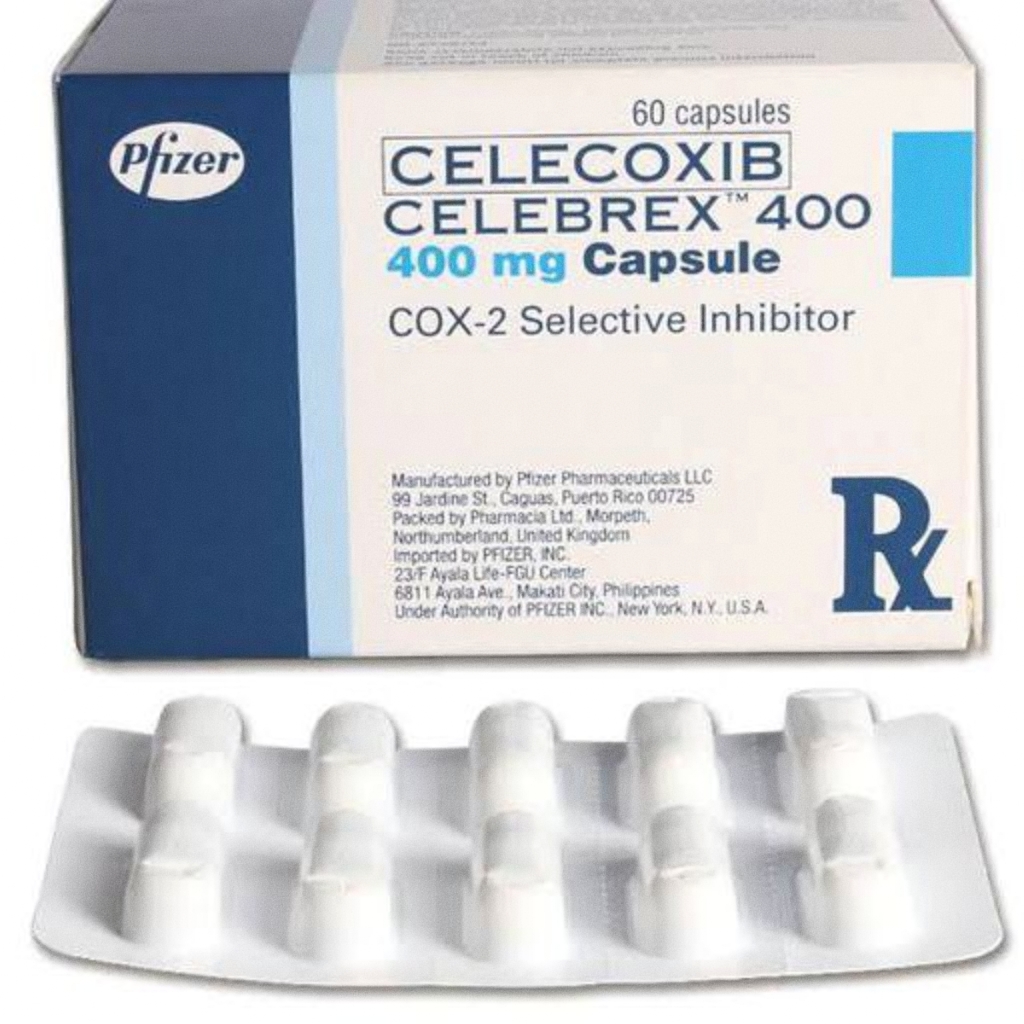 60 capsules
Pfizer
CELECOXIB
CELEBREX™ 400
400 mg Capsule
COX-2 Selective Inhibitor
Manufactured by Pfizer Pharmaceuticals LLC
99 Jardine St., Caguas, Puerto Rico 00725
Packed by Pharmacia Ltd., Morpeth,
Northumberland, United Kingdom
Imported by PFIZER, INC.
23/F Ayala Life-FGU Center
6811 Ayala Ave., Makati City, Philippines
Under Authority of PFIZER INC., New York, N.Y., U.S.A.
Rx